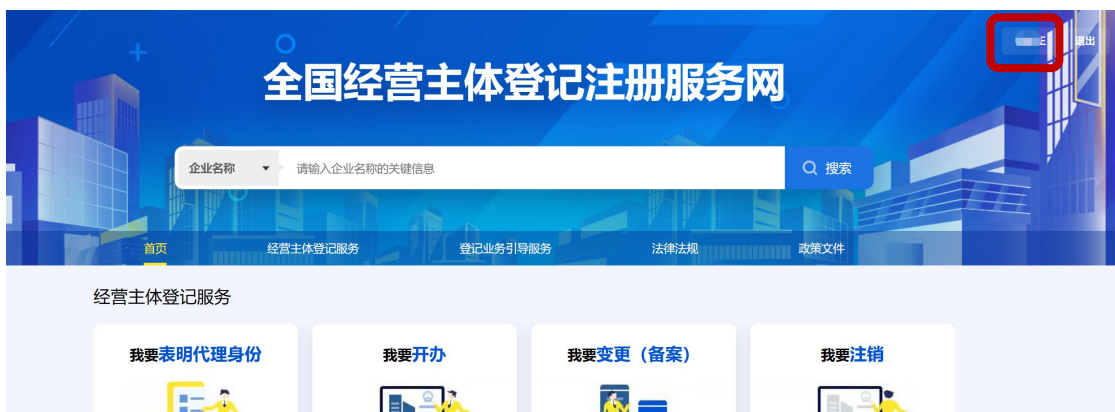 退出
全国经营主体登记注册服务网
企业名称 请输入企业名称的关键信息 搜索
首页 经营主体登记服务 登记业务引导服务 法律法规 政策文件
经营主体登记服务
我要表明代理身份 我要开办 我要变更（备案） 我要注销